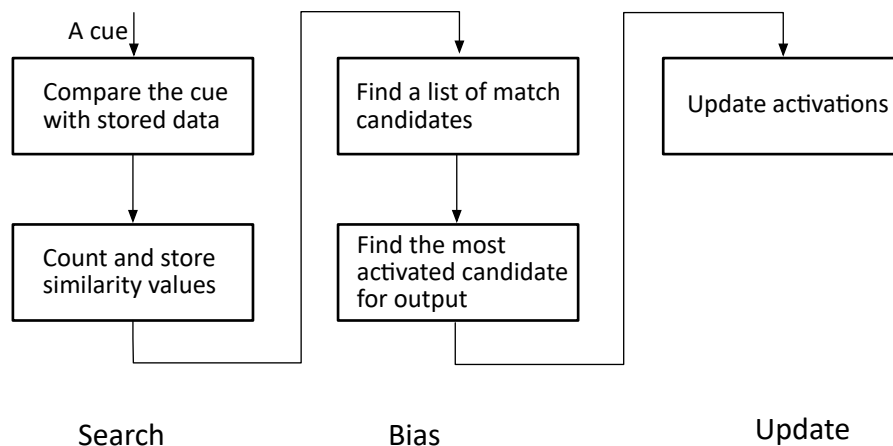 A cue
Compare the cue
with stored data
Count and store
similarity values
Find a list of match
candidates
Find the most
activated candidate
for output
Update activations
Search
Bias
Update